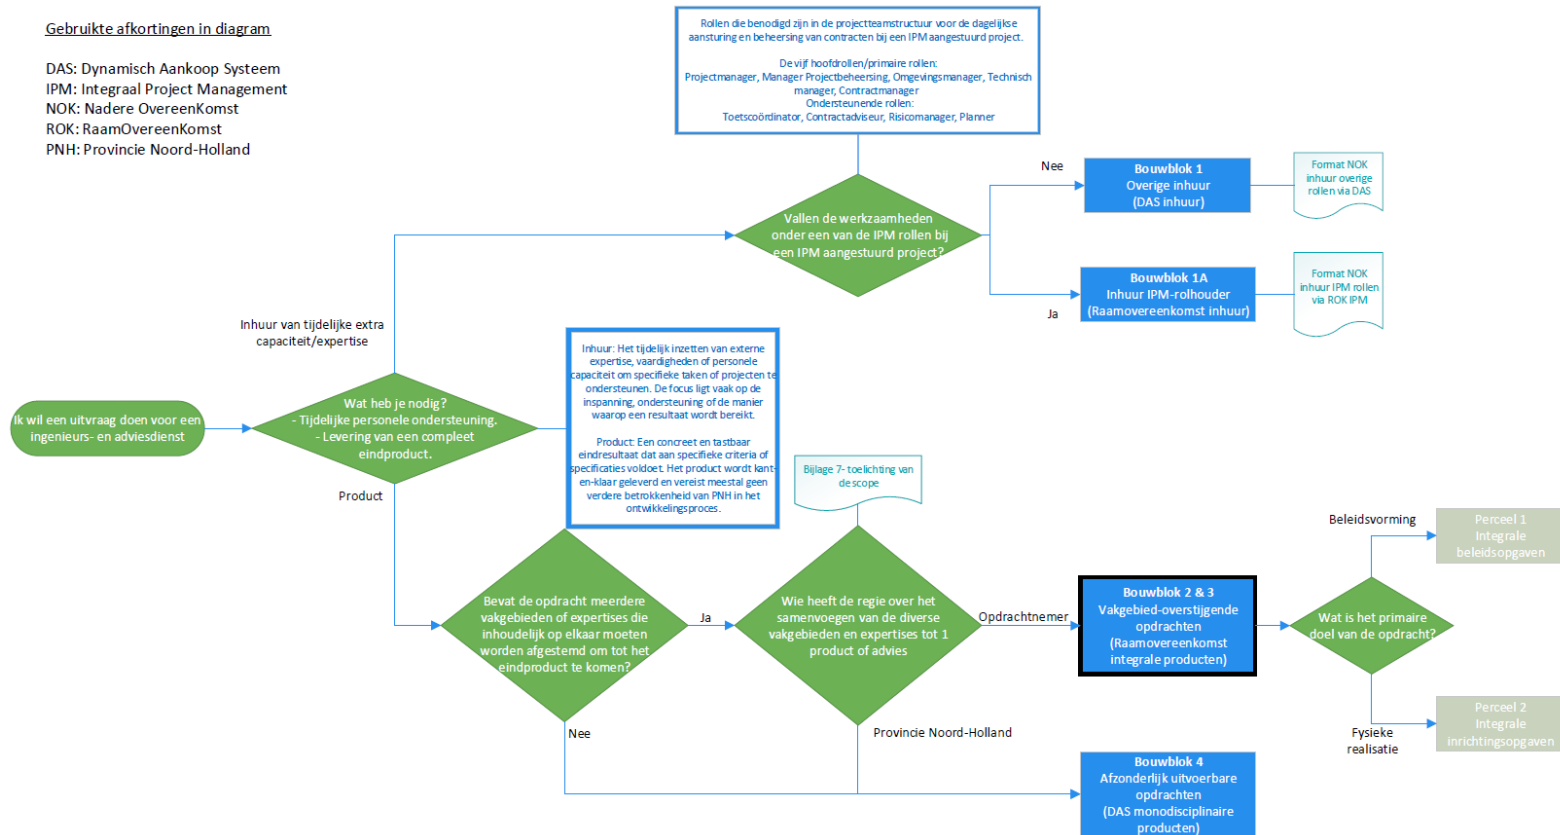 Gebruikte afkortingen in diagram
DAS: Dynamisch Aankoop Systeem
IPM: Integraal Project Management
NOK: Nadere OvereenKomst
ROK: RaamOvereenKomst
PNH: Provincie Noord-Holland
Rollen die benodigd zijn in de projectteamstructuur voor de dagelijkse
aansturing en beheersing van contracten bij een IPM aangestuurd project.
De vijf hoofdrollen/primaire rollen:
Projectmanager, Manager Projectbeheersing, Omgevingsmanager, Technisch
manager, Contractmanager
Ondersteunende rollen:
Toetscoördinator, Contractadviseur, Risicomanager, Planner
Vallen de werkzaamheden
onder een van de IPM rollen bij
een IPM aangestuurd project?
Nee
Bouwblok 1
Overige inhuur
(DAS inhuur)
Format NOK
inhuur overige
rollen via DAS
Ja
Bouwblok 1A
Inhuur IPM-rolhouder
(Raamovereenkomst inhuur)
Format NOK
inhuur IPM rollen
via ROK IPM
Inhuur van tijdelijke extra
capaciteit/expertise
Ik wil een uitvraag doen voor een
ingenieurs- en adviesdienst
Wat heb je nodig?
- Tijdelijke personele ondersteuning.
- Levering van een compleet
eindproduct.
Inhuur: Het tijdelijk inzetten van externe
expertise, vaardigheden of personele
capaciteit om specifieke taken of projecten te
ondersteunen. De focus ligt vaak op de
inspanning, ondersteuning of de manier
waarop een resultaat wordt bereikt.
Product: Een concreet en tastbaar
eindresultaat dat aan specifieke criteria of
specificaties voldoet. Het product wordt kant-
en-klaar geleverd en vereist meestal geen
verdere betrokkenheid van PNH in het
ontwikkelingsproces.
Product
Bevat de opdracht meerdere
vakgebieden of expertises die
inhoudelijk op elkaar moeten
worden afgestemd om tot het
eindproduct te komen?
Ja
Nee
Bijlage 7- toelichting van
de scope
Wie heeft de regie over het
samenvoegen van de diverse
vakgebieden en expertises tot 1
product of advies
Opdrachtnemer
Provincie Noord-Holland
Bouwblok 2 & 3
Vakgebied-overstijgende
opdrachten
(Raamovereenkomst
integrale producten)
Wat is het primaire
doel van de opdracht?
Beleidsvorming
Perceel 1
Integrale
beleidsopgaven
Fysieke
realisatie
Perceel 2
Integrale
inrichtingsopgaven
Bouwblok 4
Afzonderlijk uitvoerbare
opdrachten
(DAS monodisciplinaire
producten)